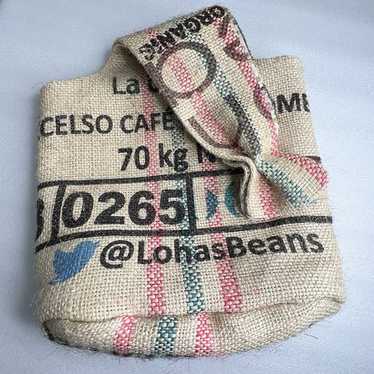 ORGANIC
La
CELSO CAFE
70 kg
0265
@LohasBeans